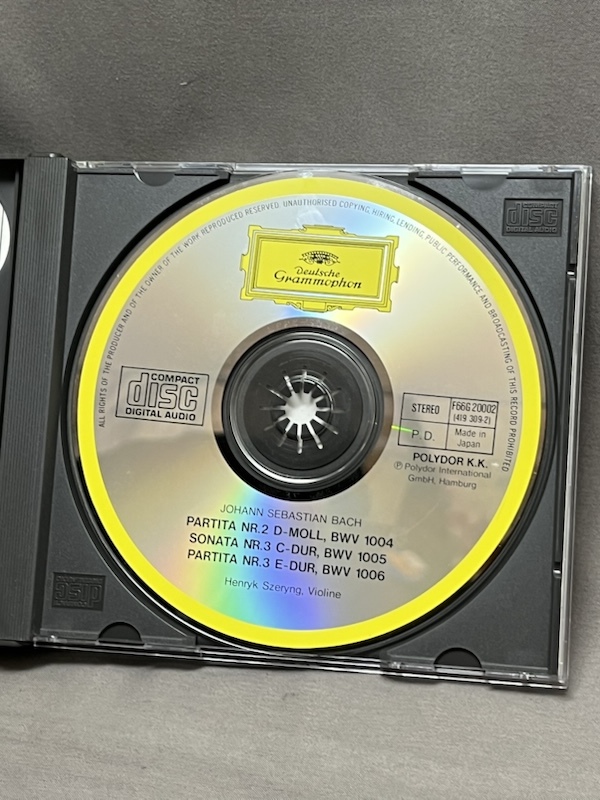 disc
DIGITAL AUDIO
ALL RIGHTS OF THE PRODUCER AND OF THE OWNER OF THE WORK REPRODUCED RESERVED. UNAUTHORISED COPYING, HIRING, LENDING, PUBLIC PERFORMANCE AND BROADCASTING OF THIS RECORD PROHIBITED
Deutsche
Grammophon
COMPACT
disc
DIGITAL AUDIO
STEREO
F66G 20002
(419 309-2)
P.D.
Made in
Japan
POLYDOR K.K.
℗ Polydor International
GmbH, Hamburg
JOHANN SEBASTIAN BACH
PARTITA NR.2 D-MOLL, BWV 1004
SONATA NR.3 C-DUR, BWV 1005
PARTITA NR.3 E-DUR, BWV 1006
Henryk Szeryng, Violine
disc